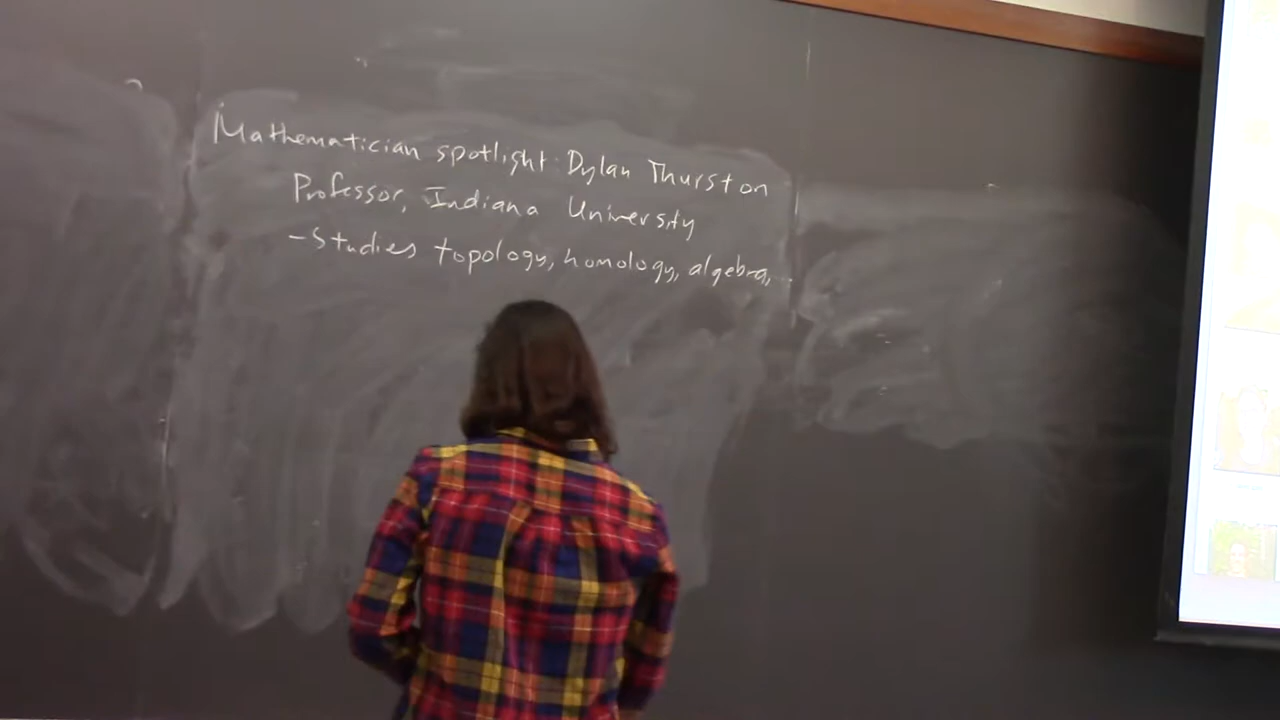 Mathematician spotlight: Dylan Thurston
Professor, Indiana University
-Studies topology, homology, algebra,...